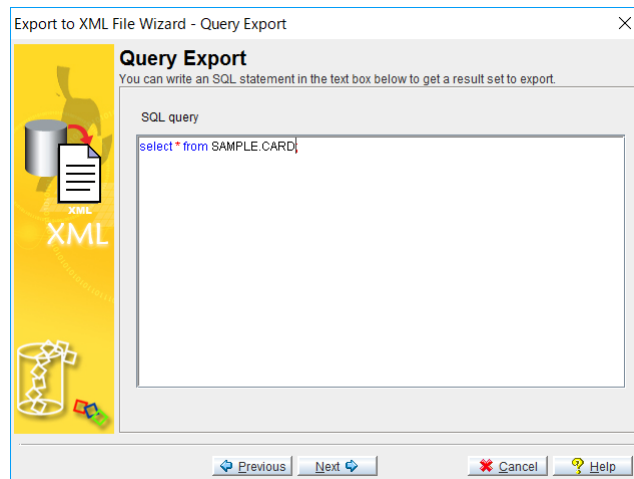 Export to XML File Wizard - Query Export
Query Export
You can write an SQL statement in the text box below to get a result set to export.
SQL query
select * from SAMPLE.CARD;
XML
XML
Previous
Next
Cancel
Help